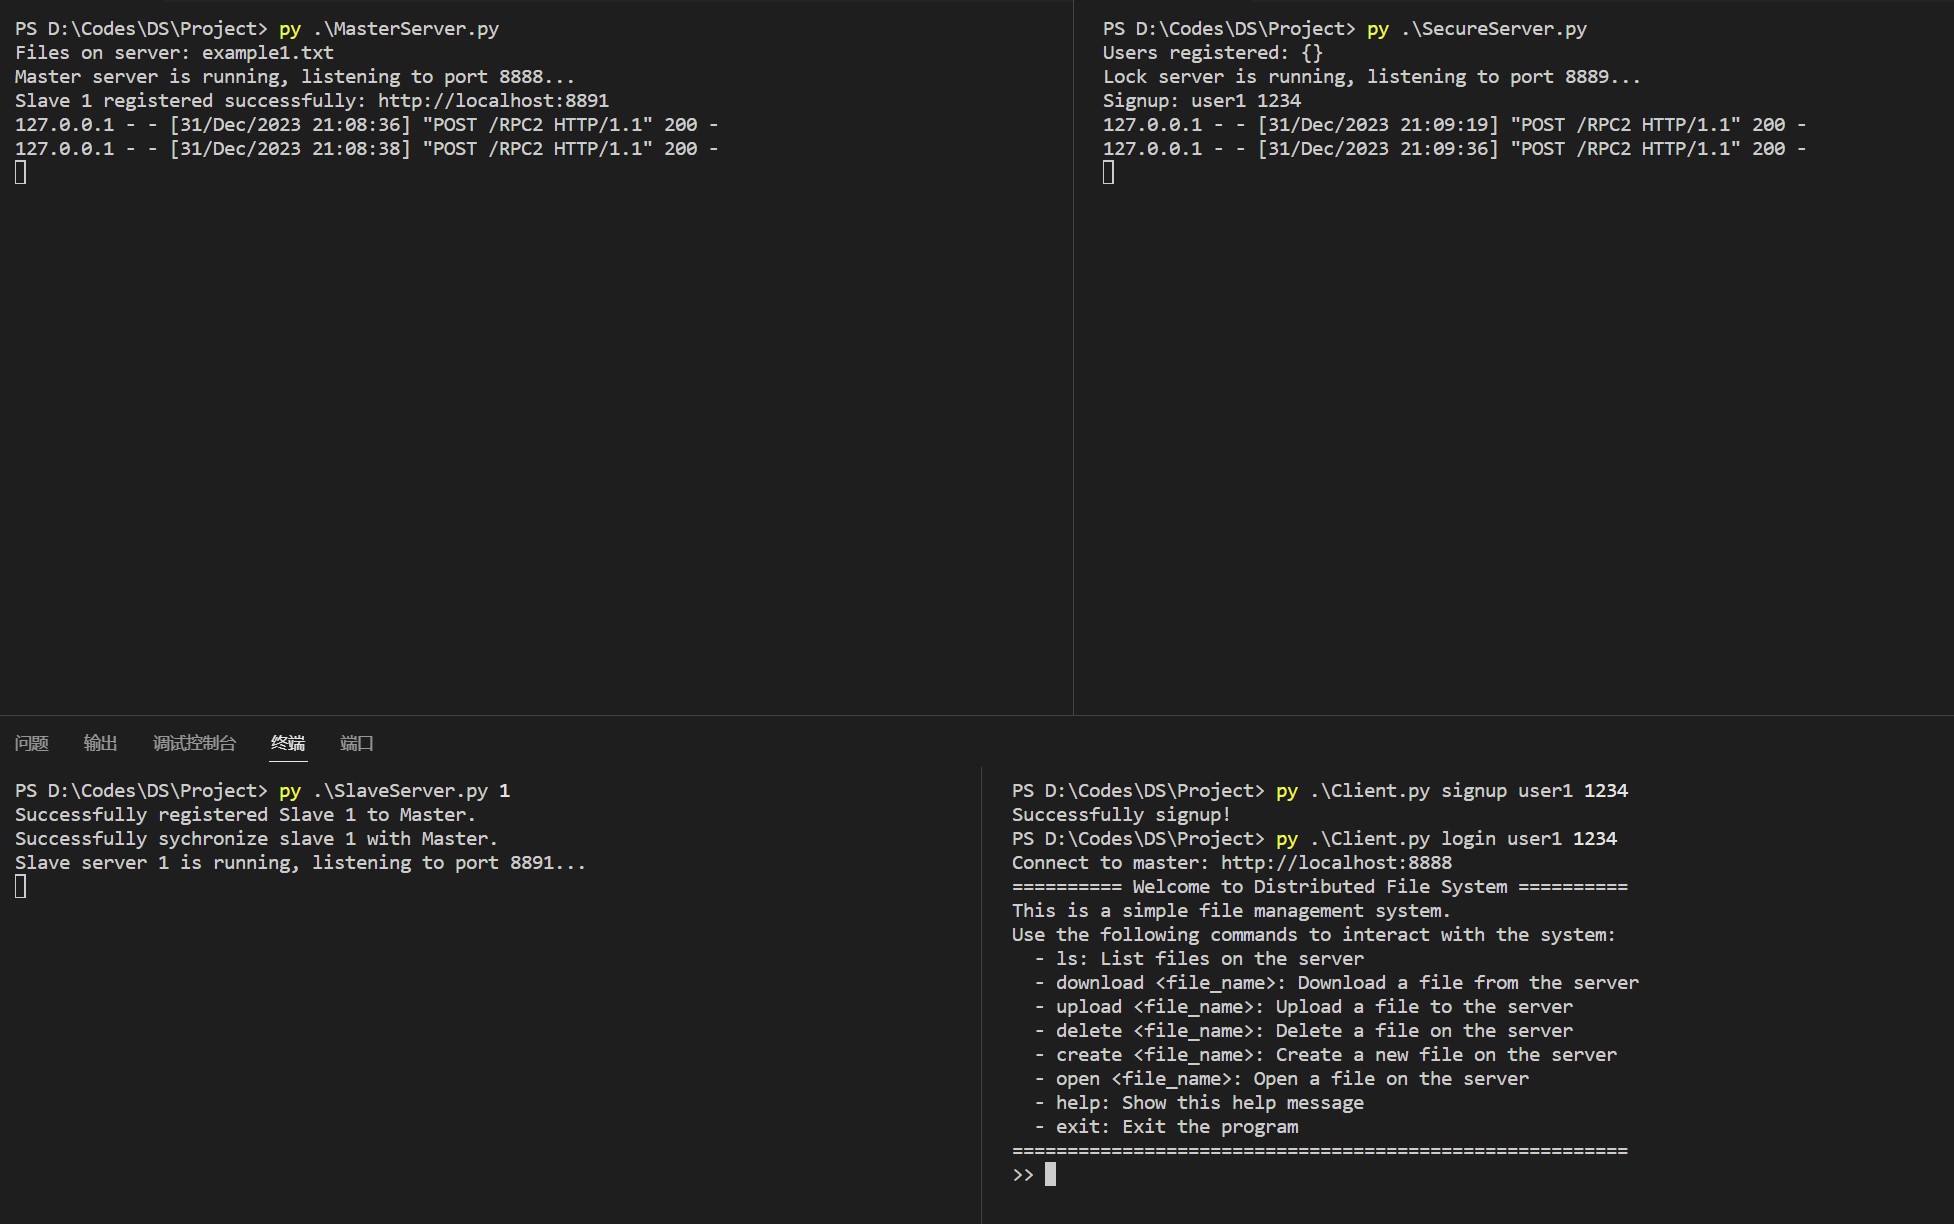 PS D:\Codes\DS\Project> py .\MasterServer.py
Files on server: example1.txt
Master server is running, listening to port 8888...
Slave 1 registered successfully: http://localhost:8891
127.0.0.1 - - [31/Dec/2023 21:08:36] "POST /RPC2 HTTP/1.1" 200 -
127.0.0.1 - - [31/Dec/2023 21:08:38] "POST /RPC2 HTTP/1.1" 200 -
PS D:\Codes\DS\Project> py .\SecureServer.py
Users registered: {}
Lock server is running, listening to port 8889...
Signup: user1 1234
127.0.0.1 - - [31/Dec/2023 21:09:19] "POST /RPC2 HTTP/1.1" 200 -
127.0.0.1 - - [31/Dec/2023 21:09:36] "POST /RPC2 HTTP/1.1" 200 -
问题 输出 调试控制台 终端 端口
PS D:\Codes\DS\Project> py .\SlaveServer.py 1
Successfully registered Slave 1 to Master.
Successfully sychronize slave 1 with Master.
Slave server 1 is running, listening to port 8891...
PS D:\Codes\DS\Project> py .\Client.py signup user1 1234
Successfully signup!
PS D:\Codes\DS\Project> py .\Client.py login user1 1234
Connect to master: http://localhost:8888
========== Welcome to Distributed File System ==========
This is a simple file management system.
Use the following commands to interact with the system:
- ls: List files on the server
- download <file_name>: Download a file from the server
- upload <file_name>: Upload a file to the server
- delete <file_name>: Delete a file on the server
- create <file_name>: Create a new file on the server
- open <file_name>: Open a file on the server
- help: Show this help message
- exit: Exit the program
========================================================
>>